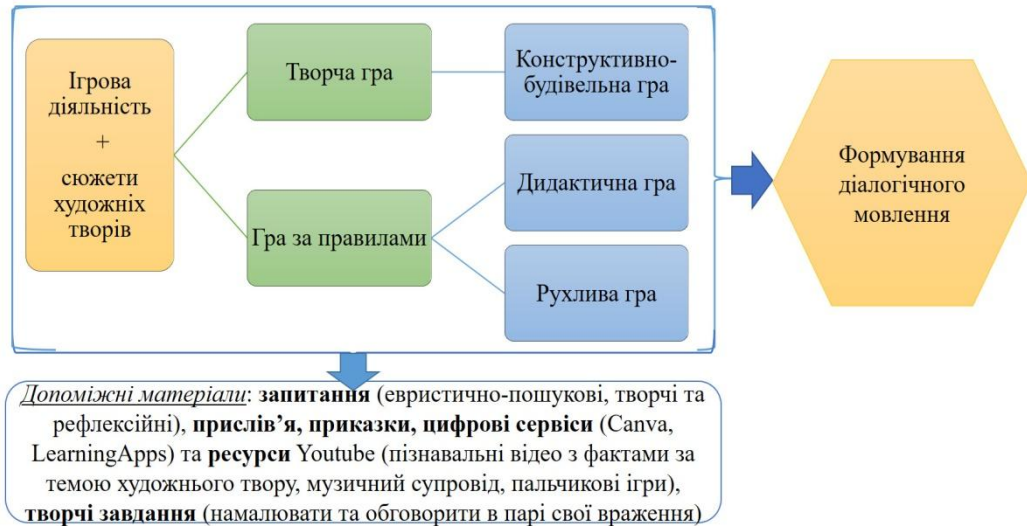 Ігрова
діяльність
+
сюжети
художніх
творів
Творча гра
Гра за правилами
Конструктивно-
будівельна гра
Дидактична гра
Рухлива гра
Формування
діалогічного
мовлення
Допоміжні матеріали: запитання (евристично-пошукові, творчі та
рефлексійні), прислів’я, приказки, цифрові сервіси (Canva,
LearningApps) та ресурси Youtube (пізнавальні відео з фактами за
темою художнього твору, музичний супровід, пальчикові ігри),
творчі завдання (намалювати та обговорити в парі свої враження)